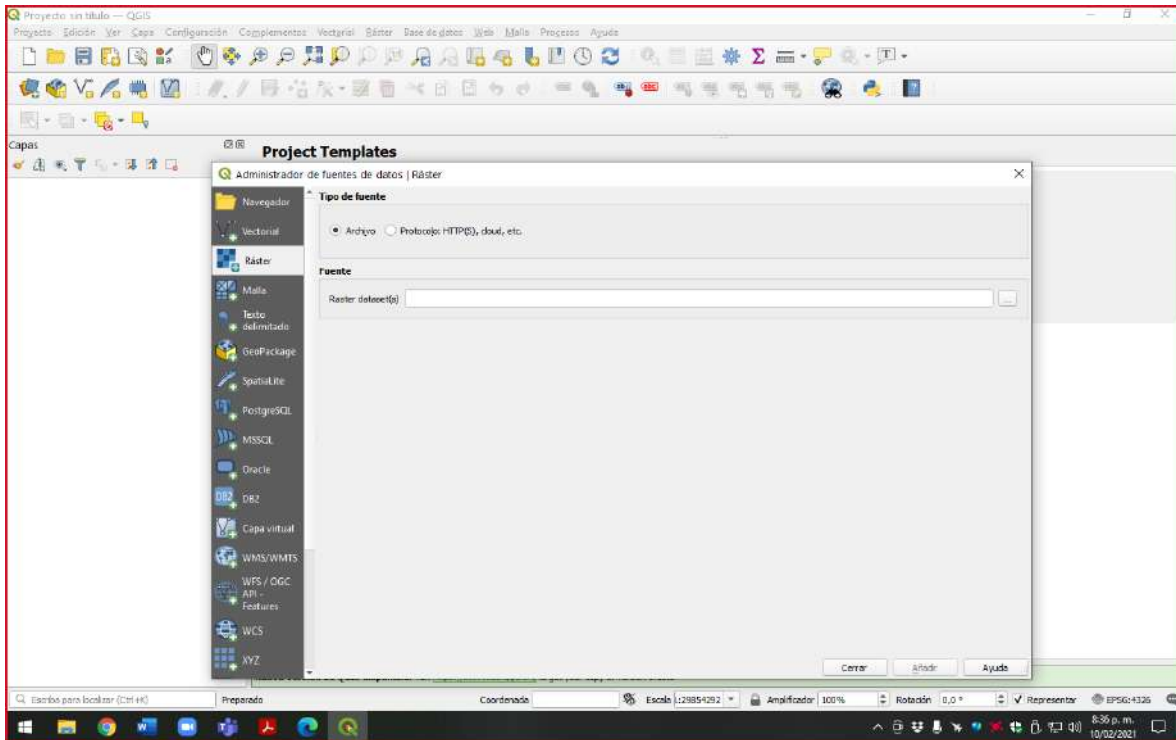 Proyecto sin título — QGIS
Proyecto Edición Ver Capa Configuración Complementos Vectorial Ráster Base de datos Web Malla Procesos Ayuda
Capas
Project Templates
Administrador de fuentes de datos | Ráster
Navegador
Vectorial
Ráster
Malla
Texto delimitado
GeoPackage
SpatiaLite
PostgreSQL
MSSQL
Oracle
DB2
DB2
Capa virtual
WMS/WMTS
WFS / OGC API - Features
WCS
XYZ
Tipo de fuente
Archivo Protocolo: HTTP(S), cloud, etc.
Fuente
Raster dataset(s)
...
Cerrar Añadir Ayuda
Escriba para localizar (Ctrl+K) Preparado Coordenada Escala 1:29854292 Amplificador 100% Rotación 0,0 ° Representar EPSG:4326
8:36 p. m.
10/02/2021